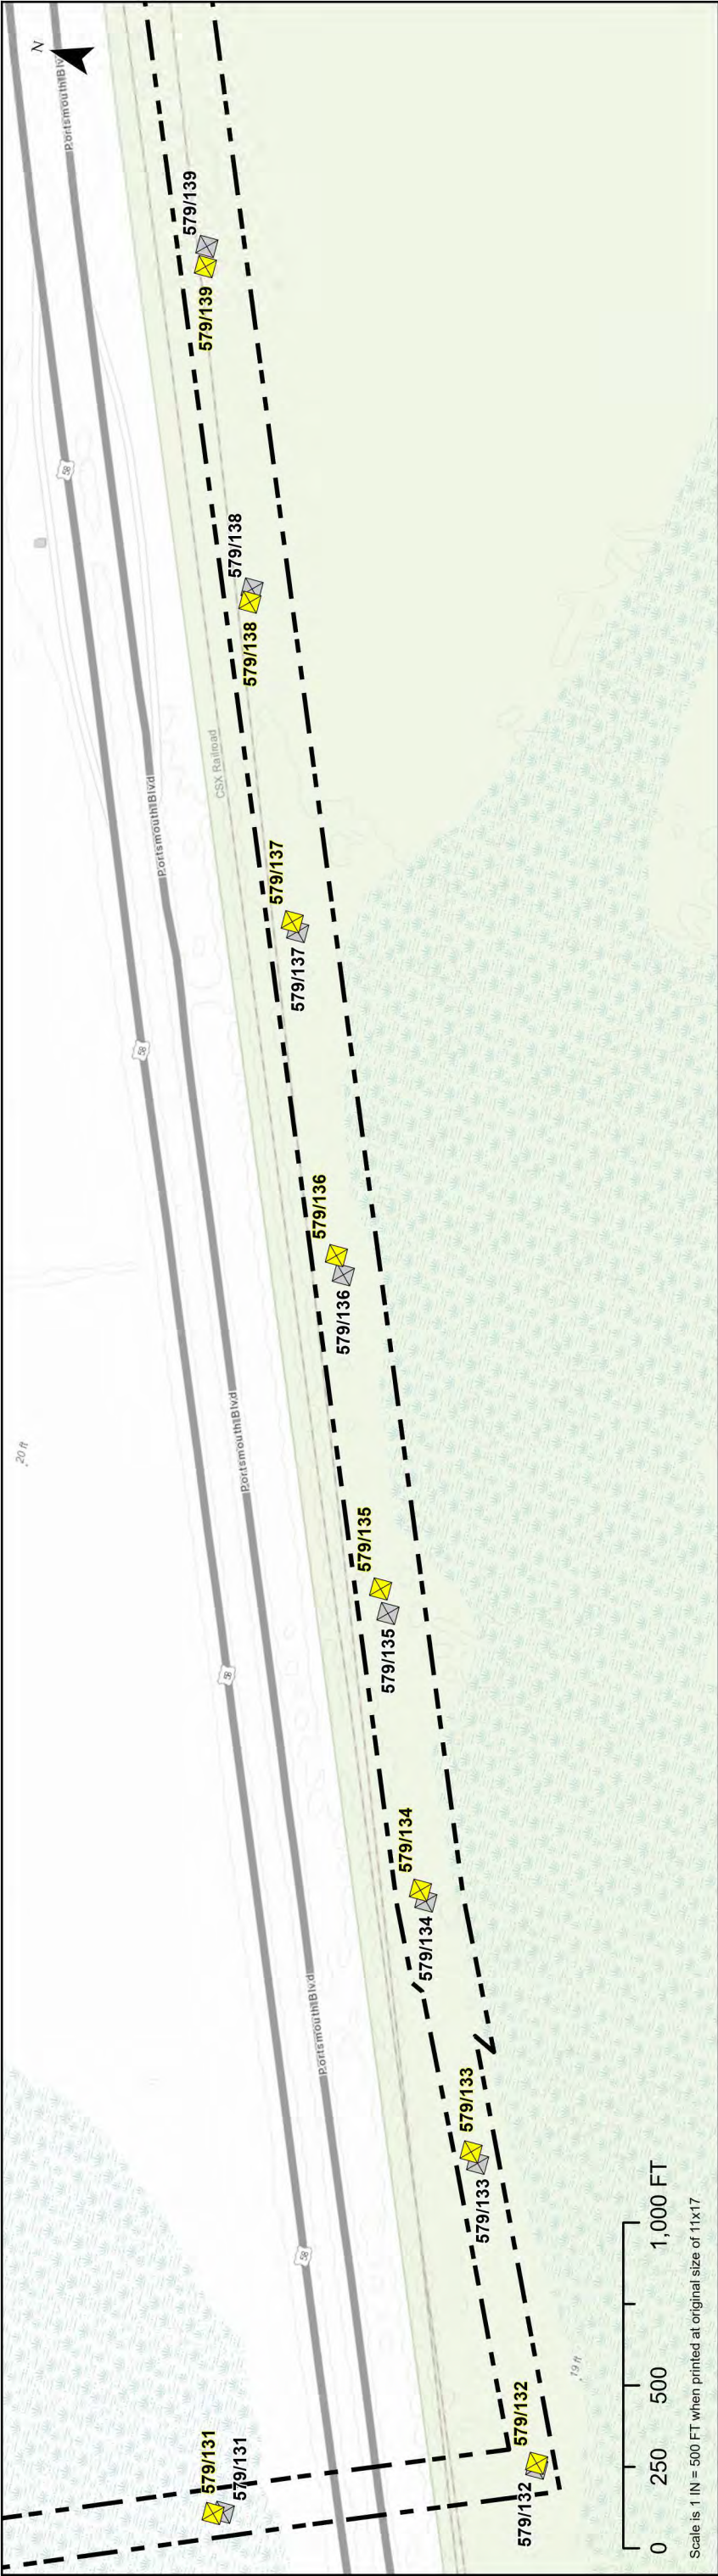 N
Portsmouth Blvd
579/139
579/139
58
579/138
579/138
CSX Railroad
Portsmouth Blvd
579/137
579/137
58
579/136
579/136
20 ft
Portsmouth Blvd
579/135
579/135
58
579/134
579/134
Portsmouth Blvd
579/133
579/133
58
579/132
579/132
19 ft
579/131
579/131
0 250 500 1,000 FT
Scale is 1 IN = 500 FT when printed at original size of 11x17